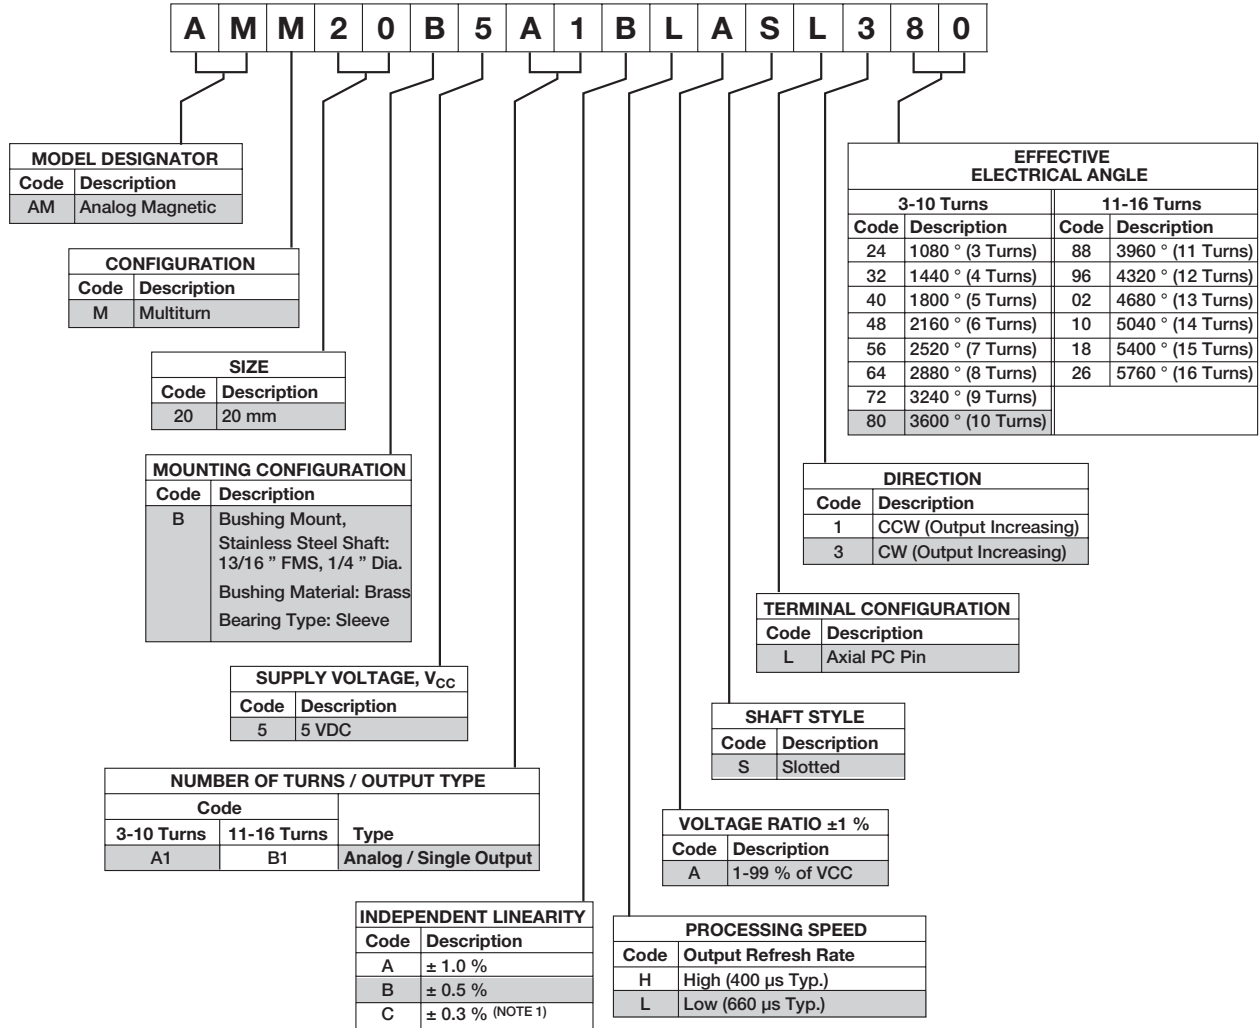 A M M 2 0 B 5 A 1 B L A S L 3 8 0
MODEL DESIGNATOR
Code Description
AM Analog Magnetic
CONFIGURATION
Code Description
M Multiturn
SIZE
Code Description
20 20 mm
MOUNTING CONFIGURATION
Code Description
B Bushing Mount,
Stainless Steel Shaft:
13/16 " FMS, 1/4 " Dia.
Bushing Material: Brass
Bearing Type: Sleeve
SUPPLY VOLTAGE, VCC
Code Description
5 5 VDC
NUMBER OF TURNS / OUTPUT TYPE
Code
3-10 Turns 11-16 Turns Type
A1 B1 Analog / Single Output
INDEPENDENT LINEARITY
Code Description
A ± 1.0 %
B ± 0.5 %
C ± 0.3 % (NOTE 1)
PROCESSING SPEED
Code Output Refresh Rate
H High (400 µs Typ.)
L Low (660 µs Typ.)
VOLTAGE RATIO ±1 %
Code Description
A 1-99 % of VCC
SHAFT STYLE
Code Description
S Slotted
TERMINAL CONFIGURATION
Code Description
L Axial PC Pin
DIRECTION
Code Description
1 CCW (Output Increasing)
3 CW (Output Increasing)
EFFECTIVE
ELECTRICAL ANGLE
3-10 Turns 11-16 Turns
Code Description Code Description
24 1080 ° (3 Turns) 88 3960 ° (11 Turns)
32 1440 ° (4 Turns) 96 4320 ° (12 Turns)
40 1800 ° (5 Turns) 02 4680 ° (13 Turns)
48 2160 ° (6 Turns) 10 5040 ° (14 Turns)
56 2520 ° (7 Turns) 18 5400 ° (15 Turns)
64 2880 ° (8 Turns) 26 5760 ° (16 Turns)
72 3240 ° (9 Turns)
80 3600 ° (10 Turns)